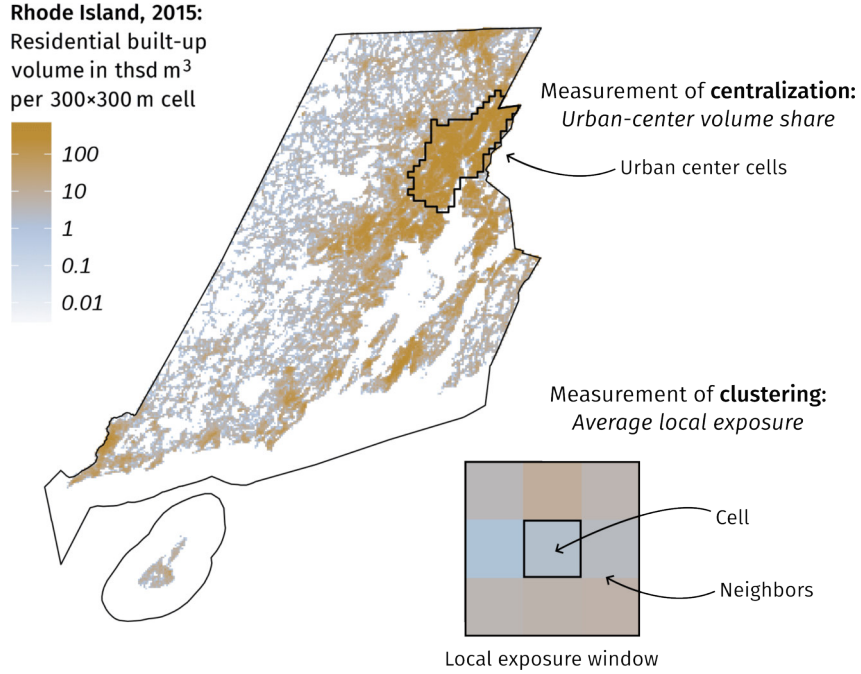 Rhode Island, 2015:
Residential built-up
volume in thsd m³
per 300×300 m cell
100
10
1
0.1
0.01
Measurement of centralization:
Urban-center volume share
Urban center cells
Measurement of clustering:
Average local exposure
Cell
Neighbors
Local exposure window